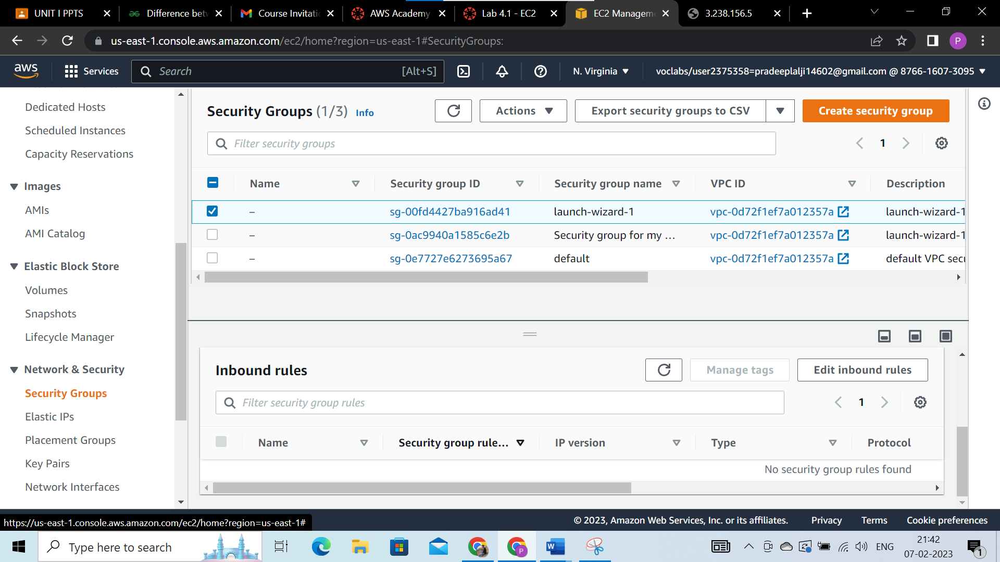 UNIT I PPTS
Difference betv
Course Invitatio
AWS Academy
Lab 4.1 - EC2
EC2 Managem
3.238.156.5
us-east-1.console.aws.amazon.com/ec2/home?region=us-east-1#SecurityGroups:
P
aws
Services
Search
[Alt+S]
N. Virginia
voclabs/user2375358=pradeeplalji14602@gmail.com @ 8766-1607-3095
Dedicated Hosts
Scheduled Instances
Capacity Reservations
Images
AMIs
AMI Catalog
Elastic Block Store
Volumes
Snapshots
Lifecycle Manager
Network & Security
Security Groups
Elastic IPs
Placement Groups
Key Pairs
Network Interfaces
Security Groups (1/3) Info
Actions
Export security groups to CSV
Create security group
Filter security groups
1
Name Security group ID Security group name VPC ID Description
– sg-00fd4427ba916ad41 launch-wizard-1 vpc-0d72f1ef7a012357a launch-wizard-1
– sg-0ac9940a1585c6e2b Security group for my ... vpc-0d72f1ef7a012357a launch-wizard-1
– sg-0e7727e6273695a67 default vpc-0d72f1ef7a012357a default VPC secu
Inbound rules
Manage tags
Edit inbound rules
Filter security group rules
1
Name Security group rule... IP version Type Protocol
No security group rules found
https://us-east-1.console.aws.amazon.com/ec2/home?region=us-east-1#
© 2023, Amazon Web Services, Inc. or its affiliates. Privacy Terms Cookie preferences
Type here to search
P
W
ENG
21:42
07-02-2023
1